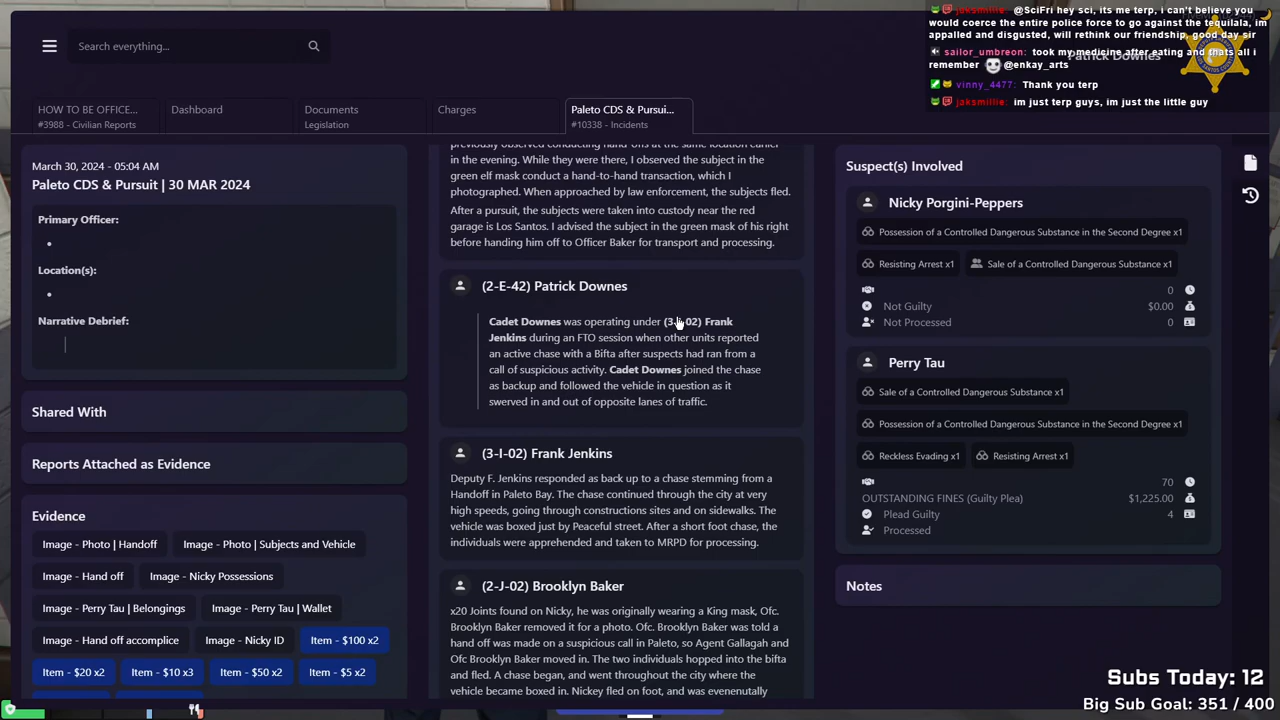 Search everything...
jaksmillie: @SciFri hey sci, its me terp, i can't believe you
would coerce the entire police force to go against the tequilala, im
appalled and disgusted, will rethink our friendship, good day sir
sailor_umbreon: took my medicine after eating and thats all i
remember @enkay_arts
Patrick Downes
vinny_4477: Thank you terp
jaksmillie: im just terp guys, im just the little guy
HOW TO BE OFFICE...
#3988 - Civilian Reports
Dashboard
Documents
Legislation
Charges
Paleto CDS & Pursui...
#10338 - Incidents
March 30, 2024 - 05:04 AM
Paleto CDS & Pursuit | 30 MAR 2024
Primary Officer:
•
Location(s):
•
Narrative Debrief:
Shared With
Reports Attached as Evidence
Evidence
Image - Photo | Handoff
Image - Photo | Subjects and Vehicle
Image - Hand off
Image - Nicky Possessions
Image - Perry Tau | Belongings
Image - Perry Tau | Wallet
Image - Hand off accomplice
Image - Nicky ID
Item - $100 x2
Item - $20 x2
Item - $10 x3
Item - $50 x2
Item - $5 x2
previously observed conducting hand-offs at the same location earlier
in the evening. While they were there, I observed the subject in the
green elf mask conduct a hand-to-hand transaction, which I
photographed. When approached by law enforcement, the subjects fled.
After a pursuit, the subjects were taken into custody near the red
garage is Los Santos. I advised the subject in the green mask of his right
before handing him off to Officer Baker for transport and processing.
(2-E-42) Patrick Downes
Cadet Downes was operating under (3-I-02) Frank
Jenkins during an FTO session when other units reported
an active chase with a Bifta after suspects had ran from a
call of suspicious activity. Cadet Downes joined the chase
as backup and followed the vehicle in question as it
swerved in and out of opposite lanes of traffic.
(3-I-02) Frank Jenkins
Deputy F. Jenkins responded as back up to a chase stemming from a
Handoff in Paleto Bay. The chase continued through the city at very
high speeds, going through constructions sites and on sidewalks. The
vehicle was boxed just by Peaceful street. After a short foot chase, the
individuals were apprehended and taken to MRPD for processing.
(2-J-02) Brooklyn Baker
x20 Joints found on Nicky, he was originally wearing a King mask, Ofc.
Brooklyn Baker removed it for a photo. Ofc. Brooklyn Baker was told a
hand off was made on a suspicious call in Paleto, so Agent Gallagah and
Ofc Brooklyn Baker moved in. The two individuals hopped into the bifta
and fled. A chase began, and went throughout the city where the
vehicle became boxed in. Nickey fled on foot, and was evenenutally
Suspect(s) Involved
Nicky Porgini-Peppers
Possession of a Controlled Dangerous Substance in the Second Degree x1
Resisting Arrest x1
Sale of a Controlled Dangerous Substance x1
0
Not Guilty $0.00
Not Processed 0
Perry Tau
Sale of a Controlled Dangerous Substance x1
Possession of a Controlled Dangerous Substance in the Second Degree x1
Reckless Evading x1
Resisting Arrest x1
70
OUTSTANDING FINES (Guilty Plea) $1,225.00
Plead Guilty 4
Processed
Notes
Subs Today: 12
Big Sub Goal: 351 / 400